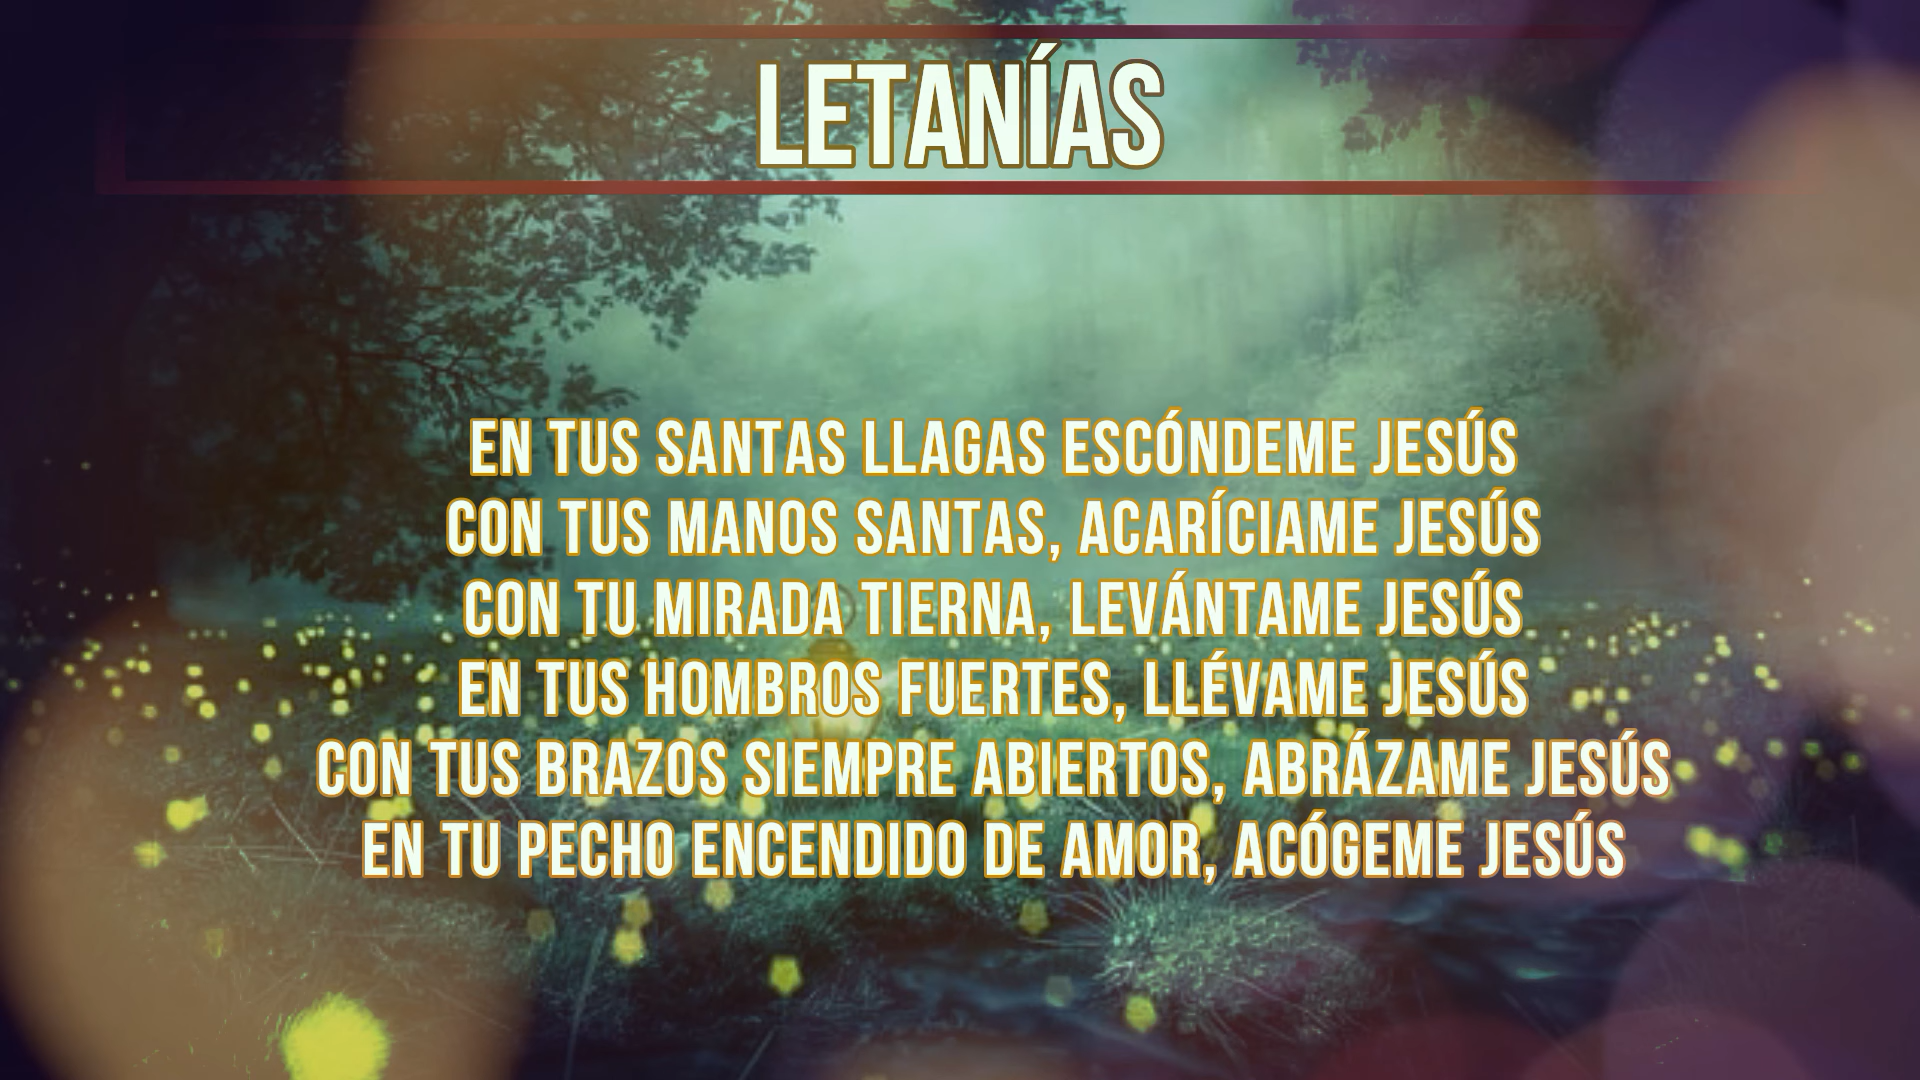 LETANÍAS
EN TUS SANTAS LLAGAS ESCÓNDEME JESÚS
CON TUS MANOS SANTAS, ACARÍCIAME JESÚS
CON TU MIRADA TIERNA, LEVÁNTAME JESÚS
EN TUS HOMBROS FUERTES, LLÉVAME JESÚS
CON TUS BRAZOS SIEMPRE ABIERTOS, ABRÁZAME JESÚS
EN TU PECHO ENCENDIDO DE AMOR, ACÓGEME JESÚS